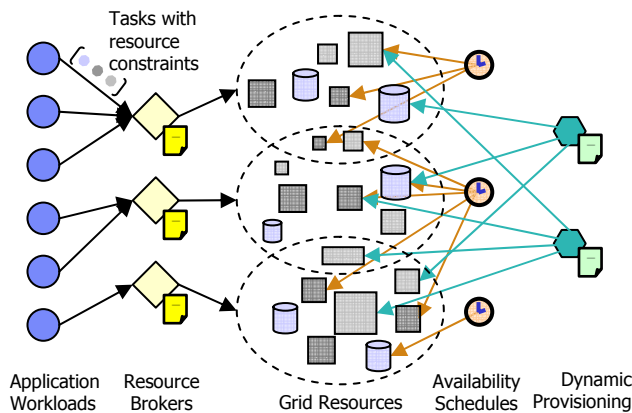 Tasks with
resource
constraints
Application
Workloads
Resource
Brokers
Grid Resources
Availability
Schedules
Dynamic
Provisioning